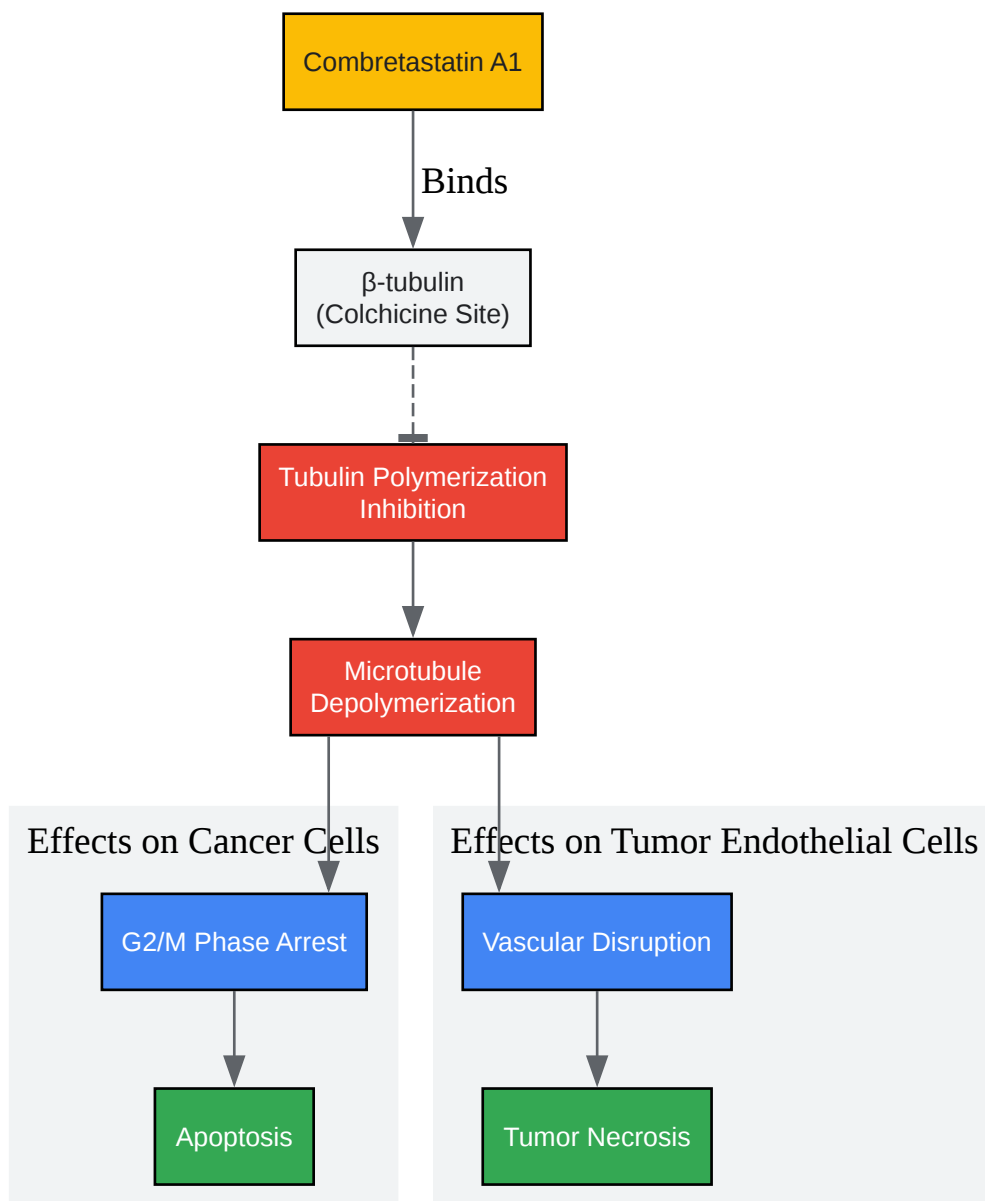 Combretastatin A1
Binds
β-tubulin
(Colchicine Site)
Tubulin Polymerization
Inhibition
Microtubule
Depolymerization
Effects on Cancer Cells
Effects on Tumor Endothelial Cells
G2/M Phase Arrest
Vascular Disruption
Apoptosis
Tumor Necrosis